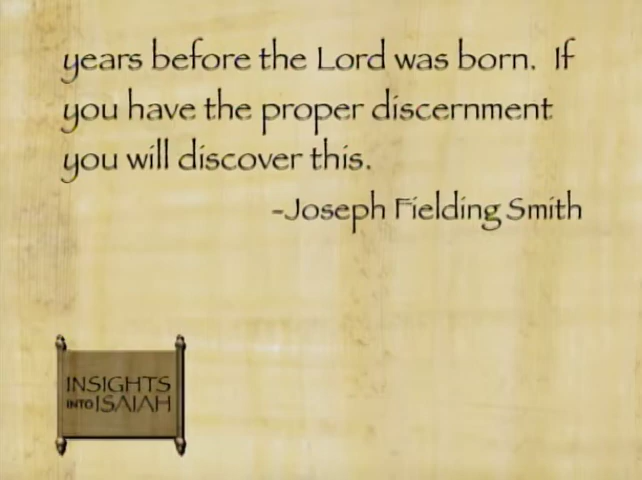 years before the Lord was born. If
you have the proper discernment
you will discover this.
-Joseph Fielding Smith
INSIGHTS
INTO ISAIAH